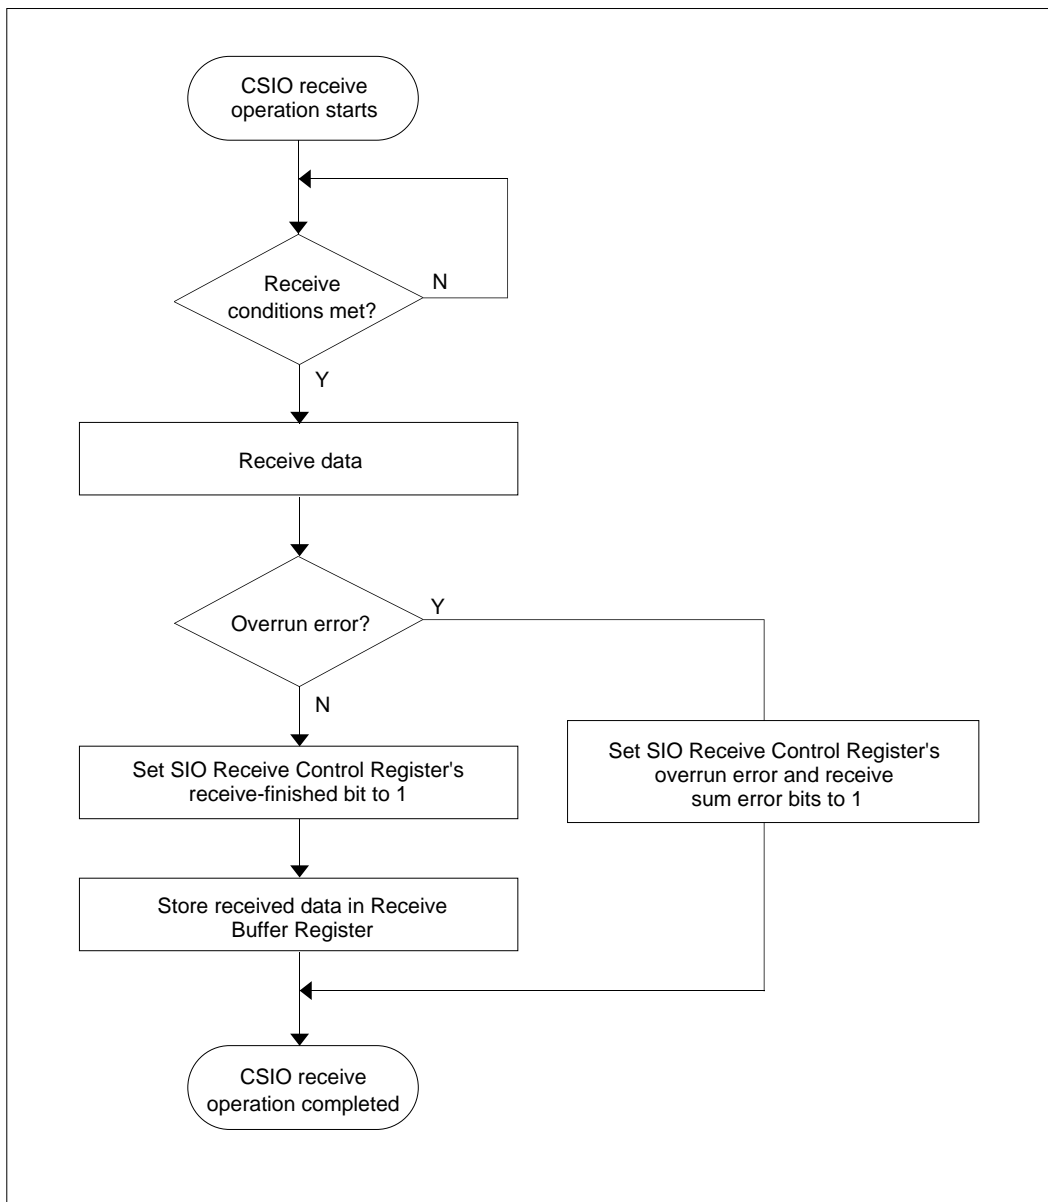 CSIO receive
operation starts
Receive
conditions met?
N
Y
Receive data
Overrun error?
Y
N
Set SIO Receive Control Register's
receive-finished bit to 1
Set SIO Receive Control Register's
overrun error and receive
sum error bits to 1
Store received data in Receive
Buffer Register
CSIO receive
operation completed